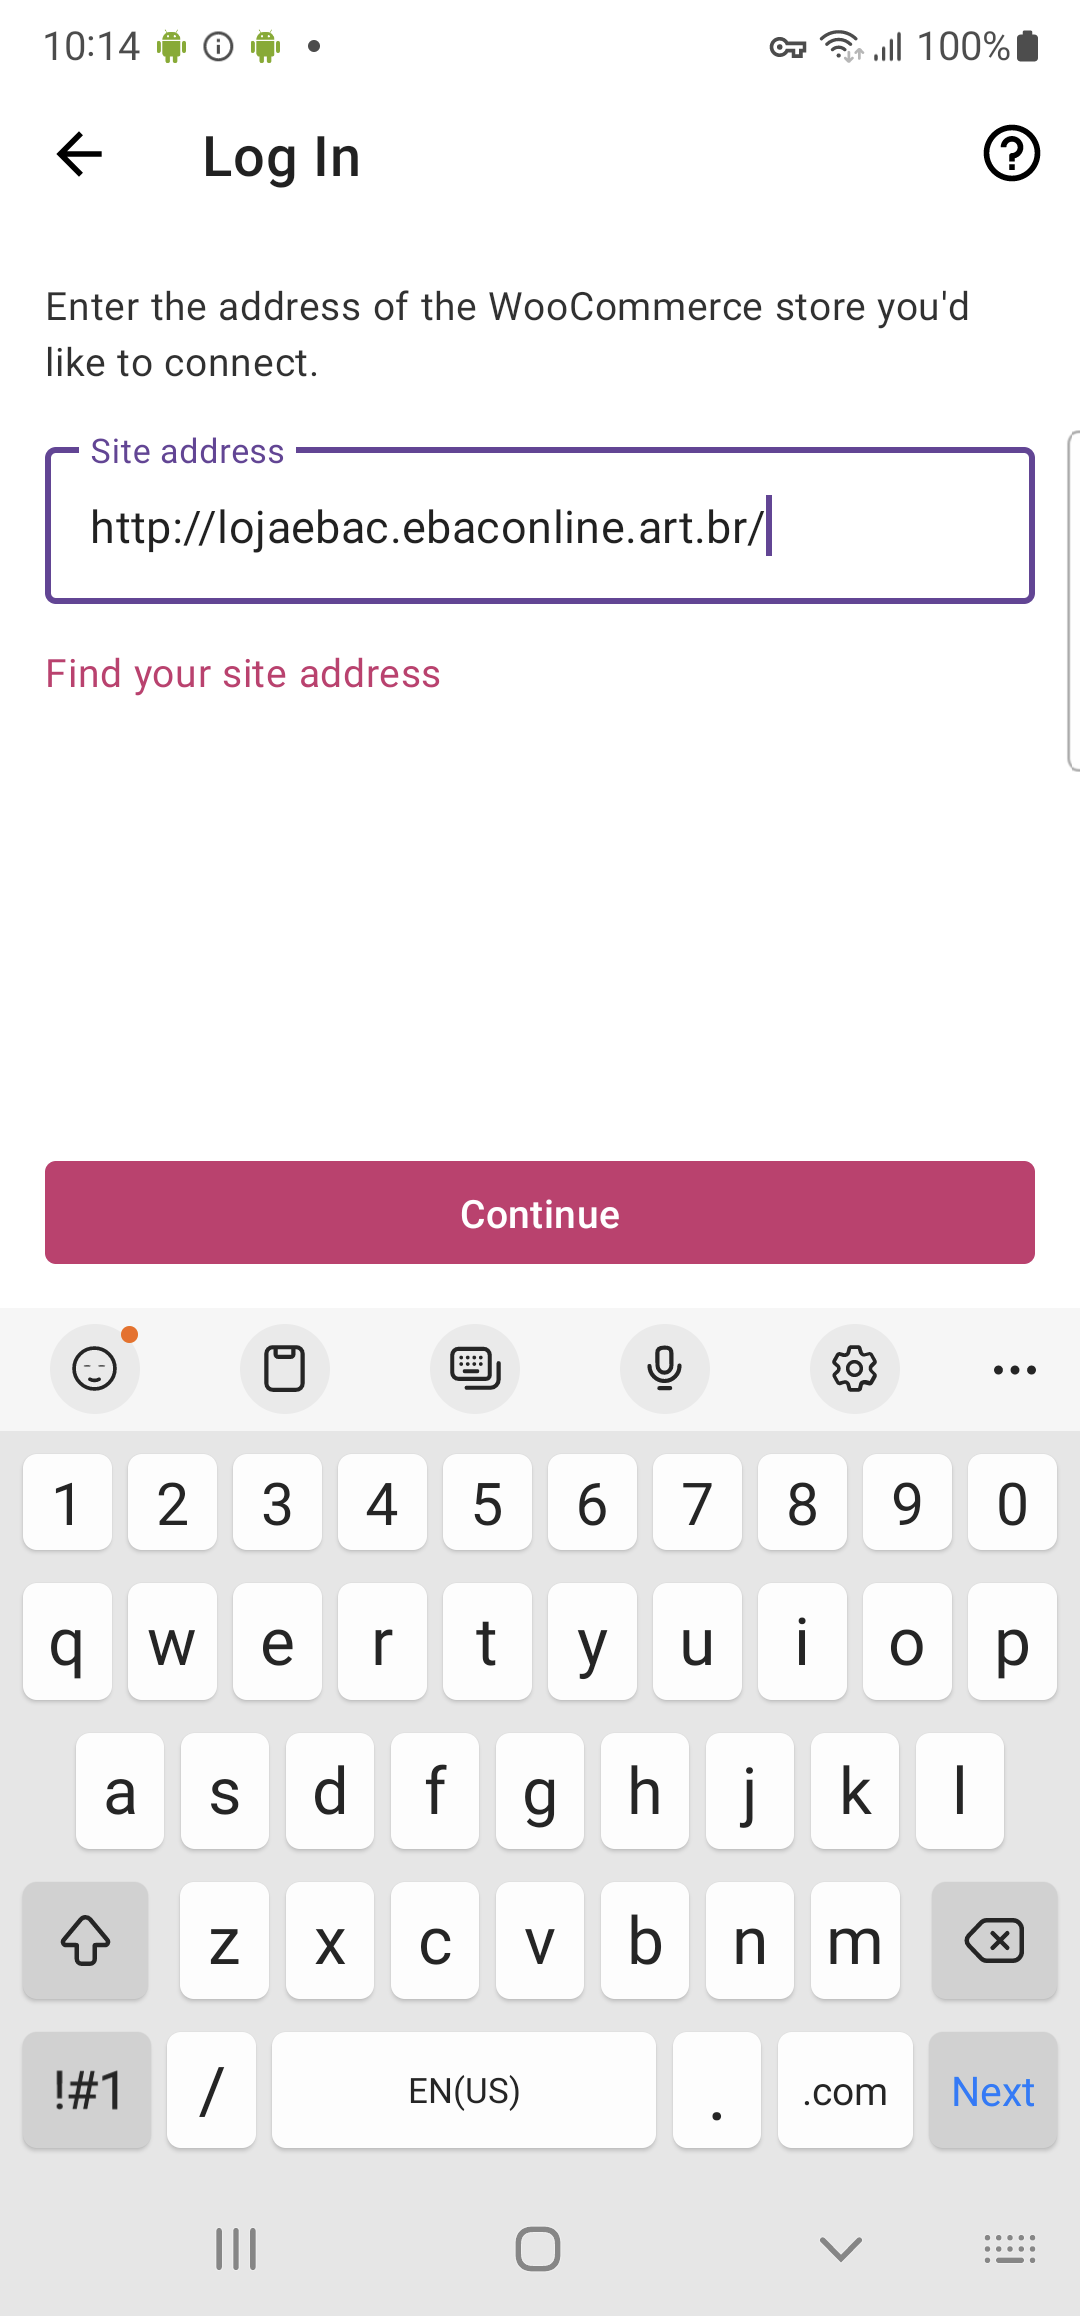 10:14
100%
Log In
Enter the address of the WooCommerce store you'd
like to connect.
Site address
http://lojaebac.ebaconline.art.br/
Find your site address
Continue
1 2 3 4 5 6 7 8 9 0
q w e r t y u i o p
a s d f g h j k l
z x c v b n m
!#1 / EN(US) . .com Next